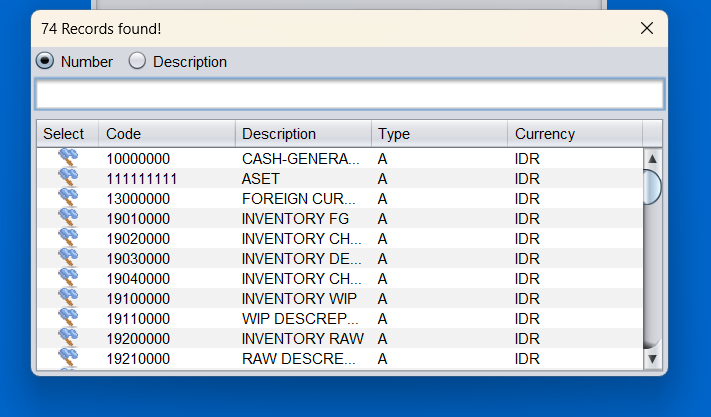 74 Records found!
Number Description
Select Code Description Type Currency
10000000 CASH-GENERA... A IDR
111111111 ASET A IDR
13000000 FOREIGN CUR... A IDR
19010000 INVENTORY FG A IDR
19020000 INVENTORY CH... A IDR
19030000 INVENTORY DE... A IDR
19040000 INVENTORY CH... A IDR
19100000 INVENTORY WIP A IDR
19110000 WIP DESCREP... A IDR
19200000 INVENTORY RAW A IDR
19210000 RAW DESCRE... A IDR